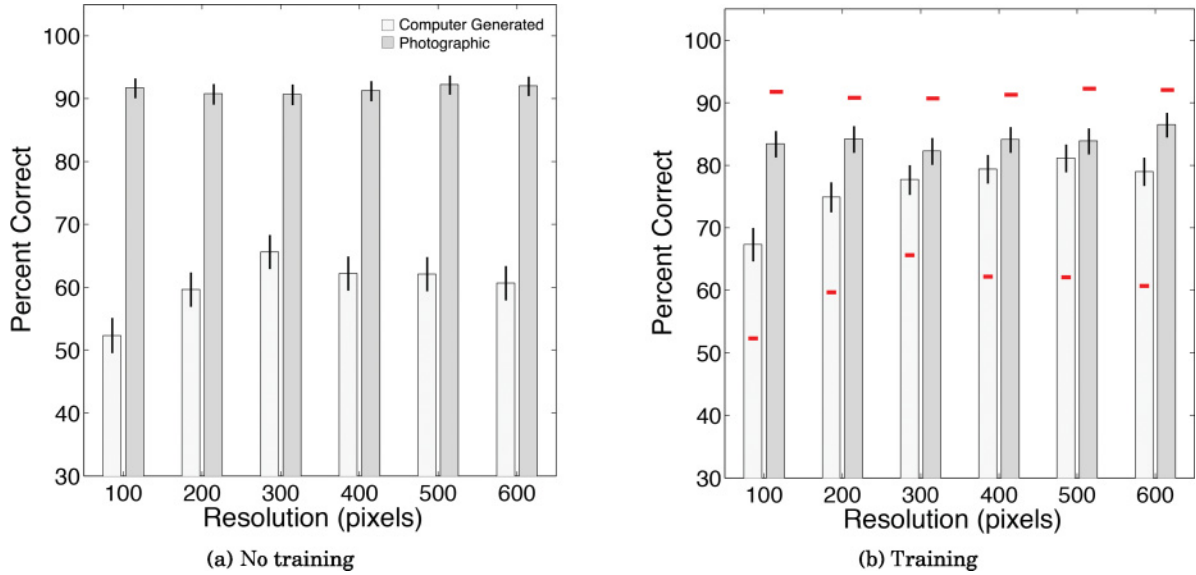 Computer Generated
Photographic
100
90
80
70
60
50
40
30
Percent Correct
100 200 300 400 500 600
Resolution (pixels)
(a) No training
100
90
80
70
60
50
40
30
Percent Correct
100 200 300 400 500 600
Resolution (pixels)
(b) Training